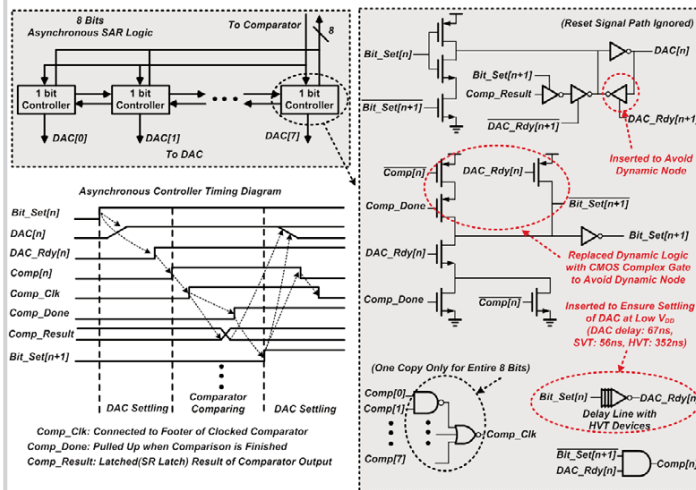 8 Bits
Asynchronous SAR Logic
To Comparator
8
1 bit
Controller
1 bit
Controller
1 bit
Controller
DAC[0]
DAC[1]
DAC[7]
To DAC
Asynchronous Controller Timing Diagram
Bit_Set[n]
DAC[n]
DAC_Rdy[n]
Comp[n]
Comp_Clk
Comp_Done
Comp_Result
Bit_Set[n+1]
DAC Settling
Comparator
Comparing
DAC Settling
Comp_Clk: Connected to Footer of Clocked Comparator
Comp_Done: Pulled Up when Comparison is Finished
Comp_Result: Latched(SR Latch) Result of Comparator Output
(Reset Signal Path Ignored)
Bit_Set[n]
DAC[n]
Bit_Set[n+1]
Comp_Result
Bit_Set[n+1]
DAC_Rdy[n+1]
DAC_Rdy[n+1]
Inserted to Avoid
Dynamic Node
Comp[n]
DAC_Rdy[n]
Comp_Done
Bit_Set[n+1]
Bit_Set[n+1]
DAC_Rdy[n]
Replaced Dynamic Logic
with CMOS Complex Gate
to Avoid Dynamic Node
Comp_Done
Comp[n]
Inserted to Ensure Settling
of DAC at Low VDD
(DAC delay: 67ns,
SVT: 56ns, HVT: 352ns)
(One Copy Only for Entire 8 Bits)
Comp[0]
Comp[1]
Comp_Clk
Comp[7]
Bit_Set[n]
DAC_Rdy[n]
Delay Line with
HVT Devices
Bit_Set[n+1]
DAC_Rdy[n]
Comp[n]